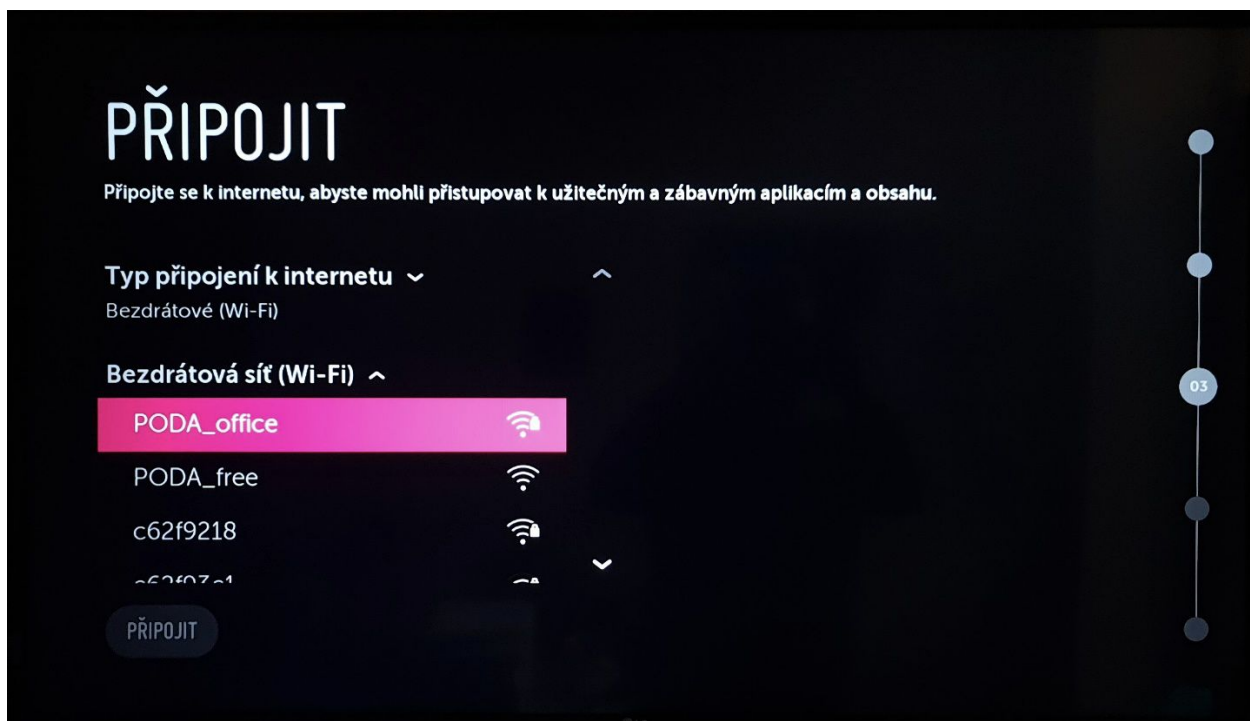 PŘIPOJIT
Připojte se k internetu, abyste mohli přistupovat k užitečným a zábavným aplikacím a obsahu.
Typ připojení k internetu
Bezdrátové (Wi-Fi)
Bezdrátová síť (Wi-Fi)
PODA_office
PODA_free
c62f9218
03
PŘIPOJIT